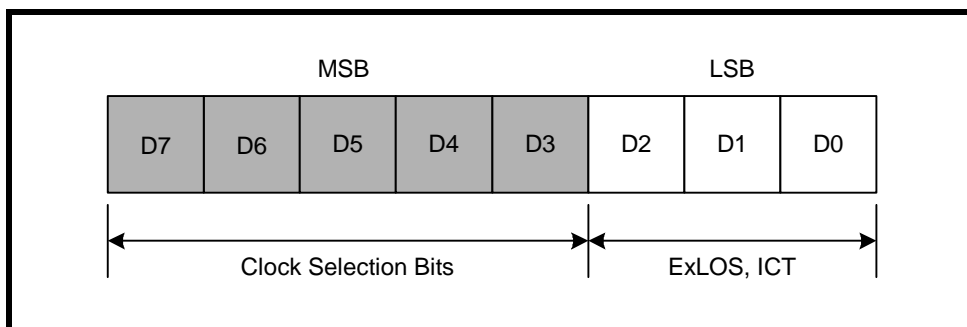 MSB LSB
D7 D6 D5 D4 D3 D2 D1 D0
Clock Selection Bits ExLOS, ICT